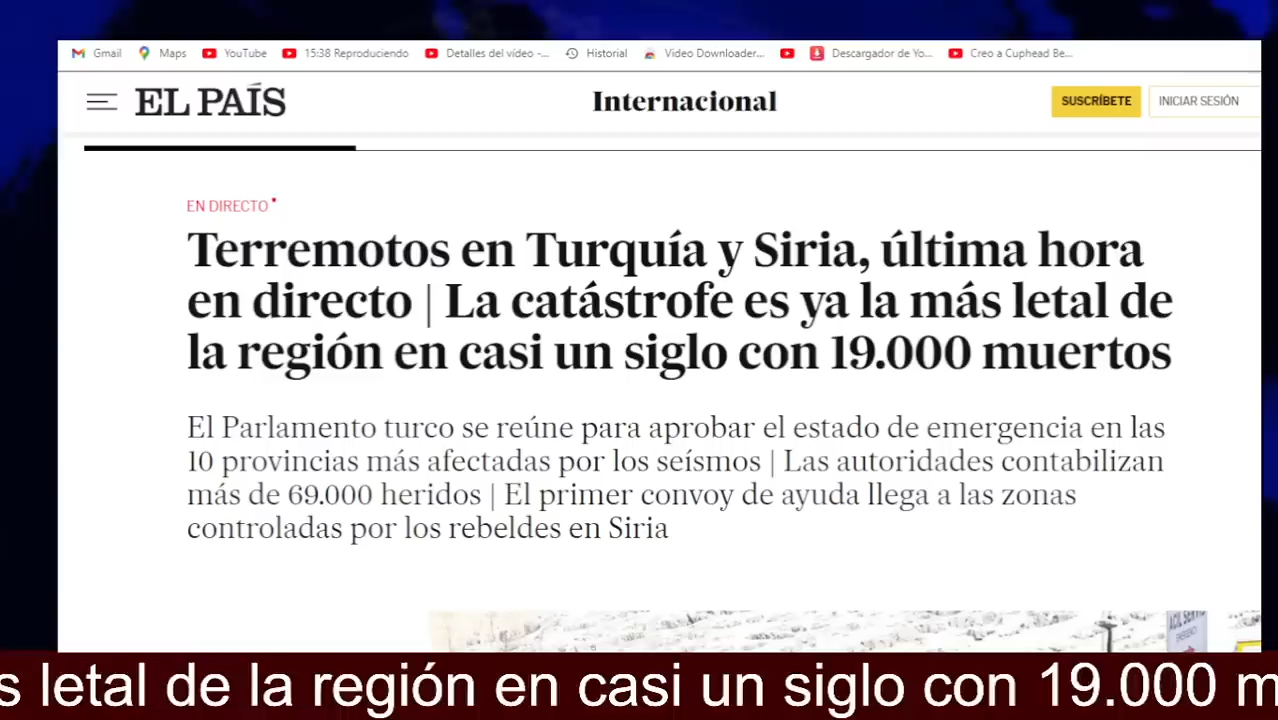 Gmail Maps YouTube 15:38 Reproduciendo Detalles del vídeo -... Historial Video Downloader... Descargador de Yo... Creo a Cuphead Be...
EL PAÍS Internacional SUSCRÍBETE INICIAR SESIÓN
EN DIRECTO
Terremotos en Turquía y Siria, última hora
en directo | La catástrofe es ya la más letal de
la región en casi un siglo con 19.000 muertos
El Parlamento turco se reúne para aprobar el estado de emergencia en las
10 provincias más afectadas por los seísmos | Las autoridades contabilizan
más de 69.000 heridos | El primer convoy de ayuda llega a las zonas
controladas por los rebeldes en Siria
s letal de la región en casi un siglo con 19.000 m